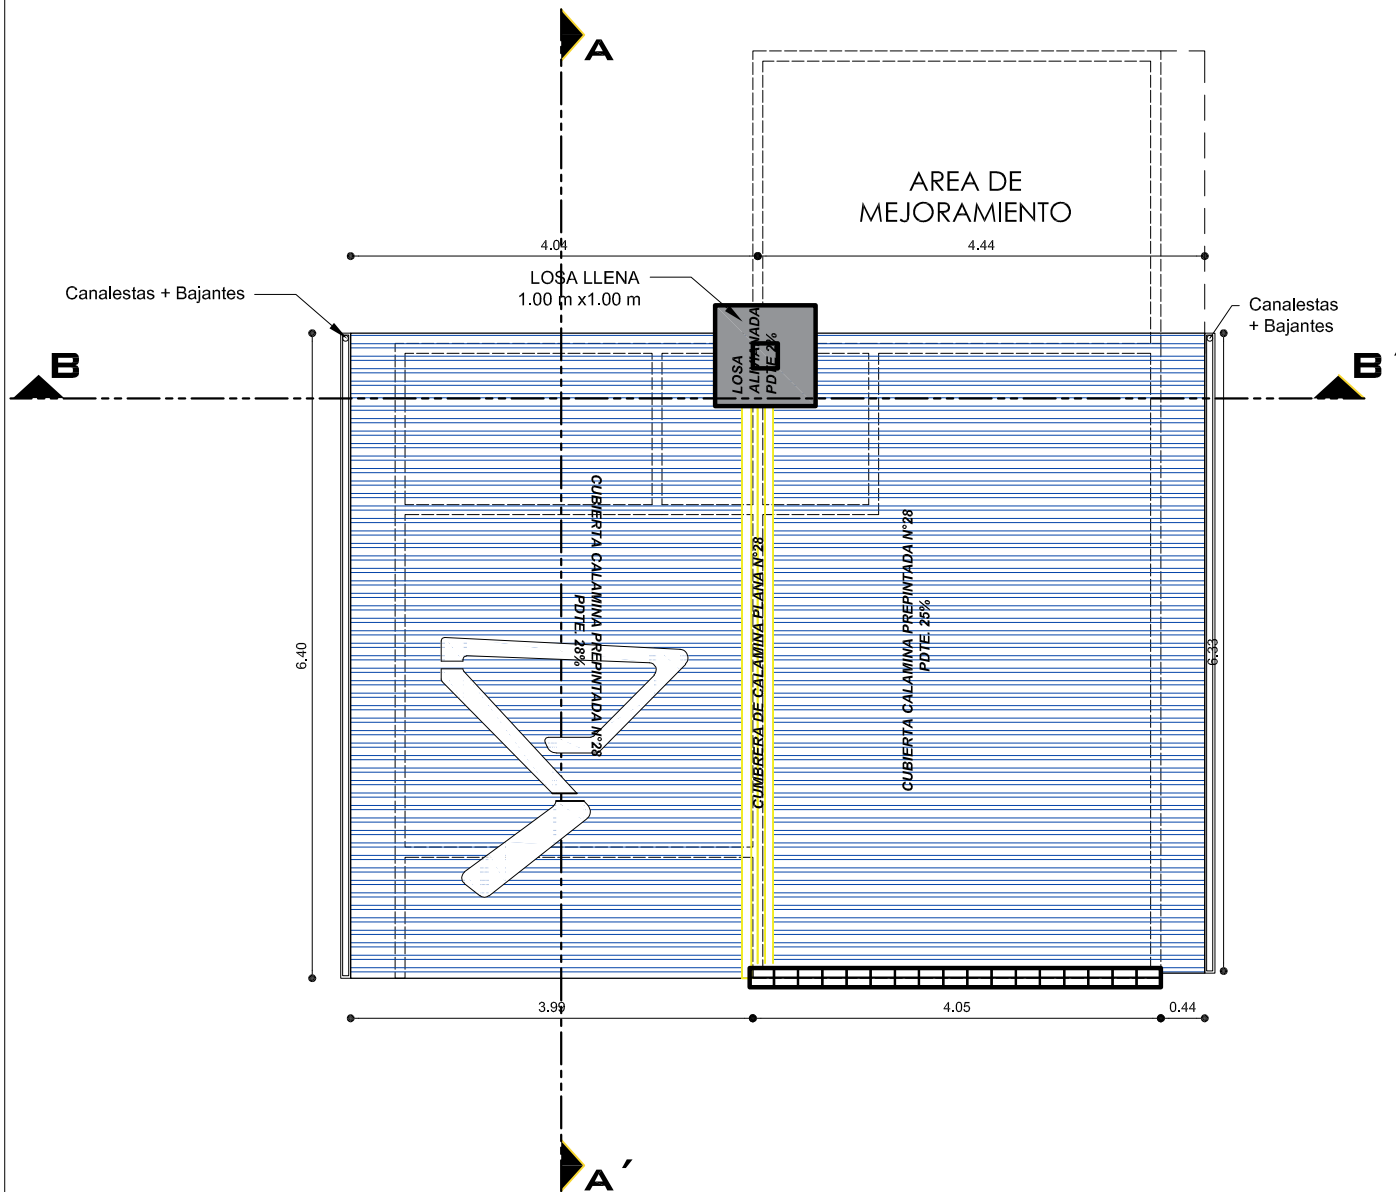 A
AREA DE
MEJORAMIENTO
4.04
4.44
LOSA LLENA
1.00 m x1.00 m
Canalestas + Bajantes
Canalestas
+ Bajantes
LOSA
ALIVIANADA
PDTE 2%
B
B ´
CUBIERTA CALAMINA PREPINTADA N°28
PDTE. 28%
CUMBRERA DE CALAMINA PLANA N°28
CUBIERTA CALAMINA PREPINTADA N°28
PDTE. 25%
6.40
6.33
3.99
4.05
0.44
A ´